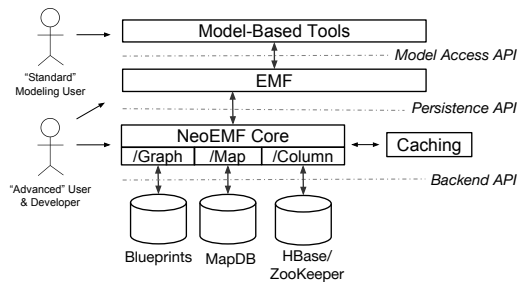 Model-Based Tools
Model Access API
"Standard"
Modeling User
EMF
Persistence API
NeoEMF Core
/Graph /Map /Column
Caching
"Advanced" User
& Developer
Backend API
Blueprints
MapDB
HBase/
ZooKeeper